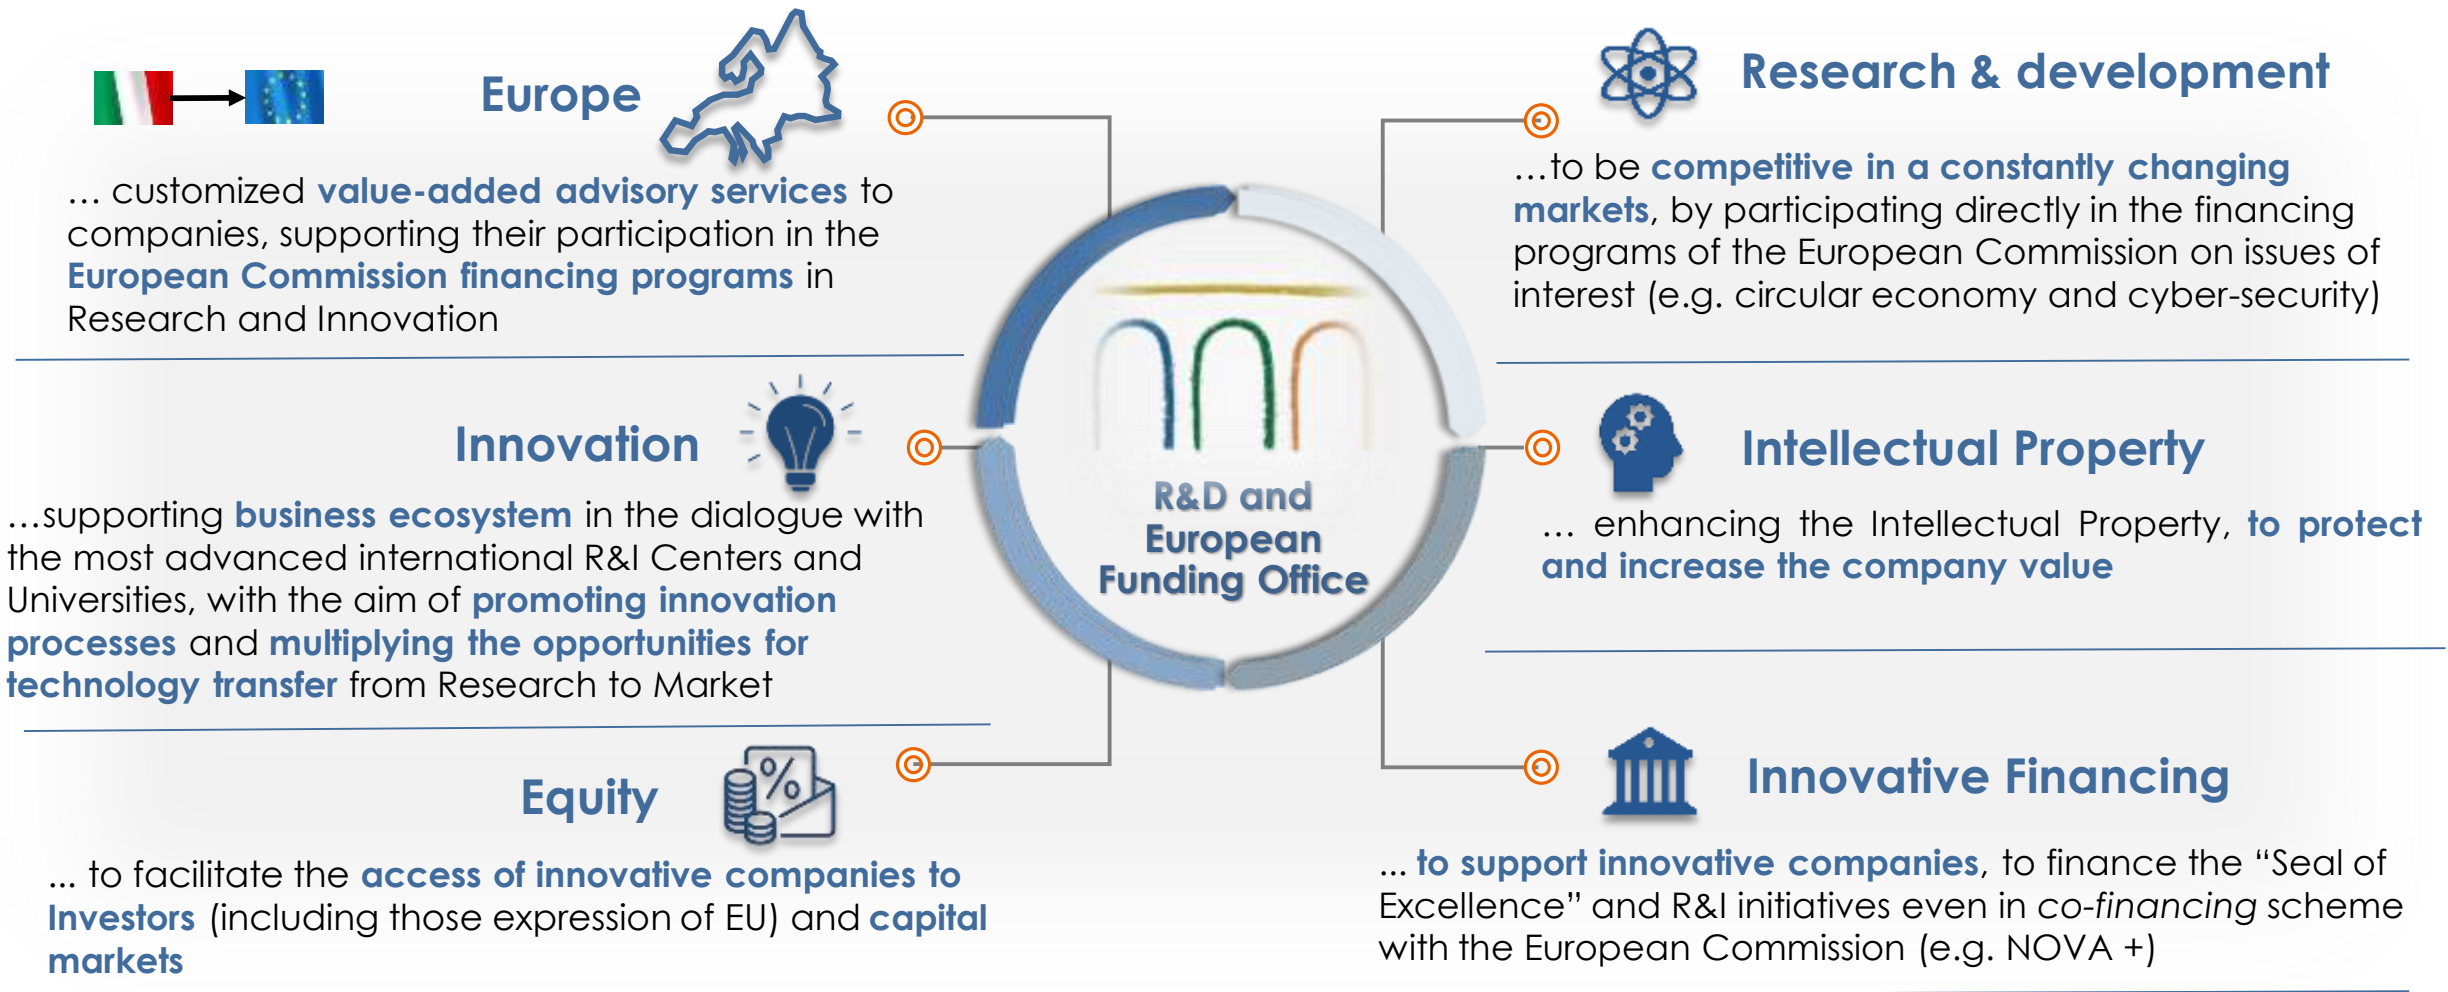 Europe
… customized value-added advisory services to
companies, supporting their participation in the
European Commission financing programs in
Research and Innovation
Innovation
…supporting business ecosystem in the dialogue with
the most advanced international R&I Centers and
Universities, with the aim of promoting innovation
processes and multiplying the opportunities for
technology transfer from Research to Market
Equity
%
... to facilitate the access of innovative companies to
Investors (including those expression of EU) and capital
markets
R&D and
European
Funding Office
Research & development
…to be competitive in a constantly changing
markets, by participating directly in the financing
programs of the European Commission on issues of
interest (e.g. circular economy and cyber-security)
Intellectual Property
… enhancing the Intellectual Property, to protect
and increase the company value
Innovative Financing
... to support innovative companies, to finance the “Seal of
Excellence” and R&I initiatives even in co-financing scheme
with the European Commission (e.g. NOVA +)